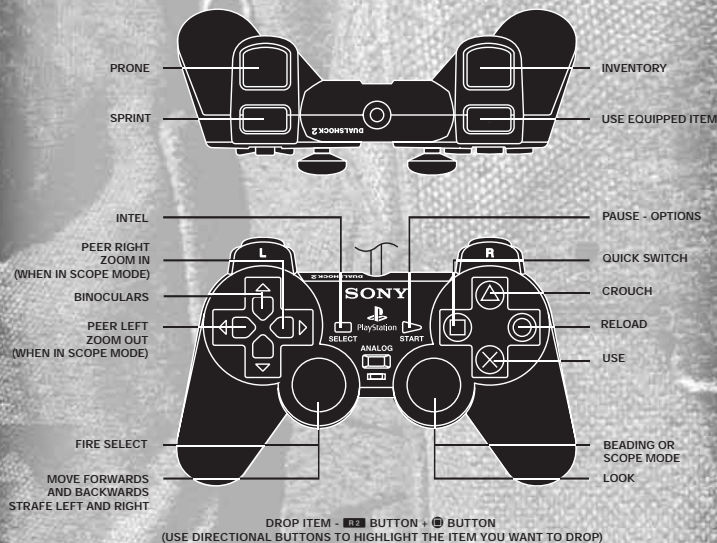 PRONE
INVENTORY
SPRINT
USE EQUIPPED ITEM
DUALSHOCK 2
INTEL
PAUSE - OPTIONS
PEER RIGHT
ZOOM IN
(WHEN IN SCOPE MODE)
L
R
QUICK SWITCH
DUALSHOCK 2
BINOCULARS
SONY
CROUCH
PEER LEFT
ZOOM OUT
(WHEN IN SCOPE MODE)
PlayStation
RELOAD
SELECT
START
ANALOG
USE
FIRE SELECT
BEADING OR
SCOPE MODE
MOVE FORWARDS
AND BACKWARDS
STRAFE LEFT AND RIGHT
LOOK
DROP ITEM - R2 BUTTON + BUTTON
(USE DIRECTIONAL BUTTONS TO HIGHLIGHT THE ITEM YOU WANT TO DROP)